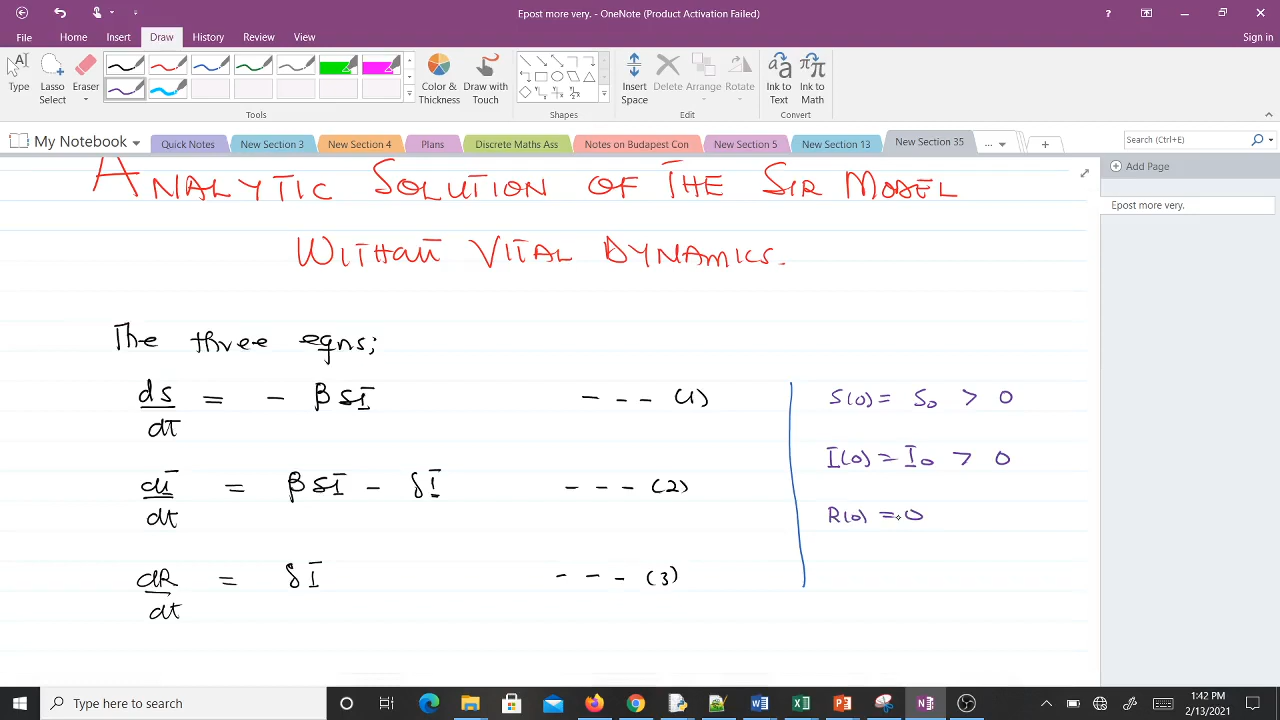 Epost more very. - OneNote (Product Activation Failed)
File Home Insert Draw History Review View Sign in
Type Lasso Select Eraser Color & Thickness Draw with Touch Insert Space Delete Arrange Rotate Ink to Text Ink to Math
Tools Shapes Edit Convert
My Notebook Quick Notes New Section 3 New Section 4 Plans Discrete Maths Ass Notes on Budapest Con New Section 5 New Section 13 New Section 35 ... + Search (Ctrl+E)
Add Page
Epost more very.
ANALYTIC SOLUTION OF THE SIR MODEL
WITHOUT VITAL DYNAMICS.
The three eqns;
ds/dt = - βSI --- (1)
dI/dt = βSI - δI --- (2)
dR/dt = δI --- (3)
S(0) = S₀ > 0
I(0) = I₀ > 0
R(0) = 0
Type here to search
1:42 PM
2/13/2021